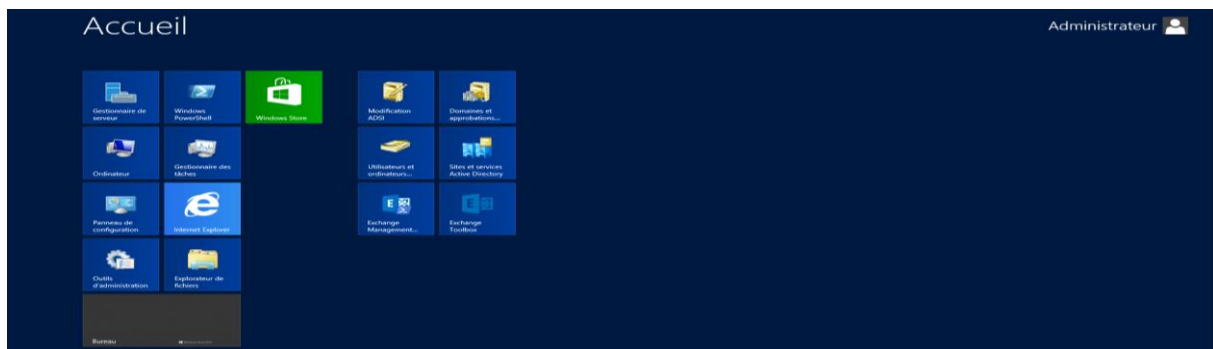 Accueil
Administrateur
Gestionnaire de
serveur
Windows
PowerShell
Windows Store
Modification
ADSI
Domaines et
approbations...
Ordinateur
Gestionnaire des
tâches
Utilisateurs et
ordinateurs...
Sites et services
Active Directory
Panneau de
configuration
Internet Explorer
Exchange
Management...
Exchange
Toolbox
Outils
d'administration
Explorateur de
fichiers
Bureau